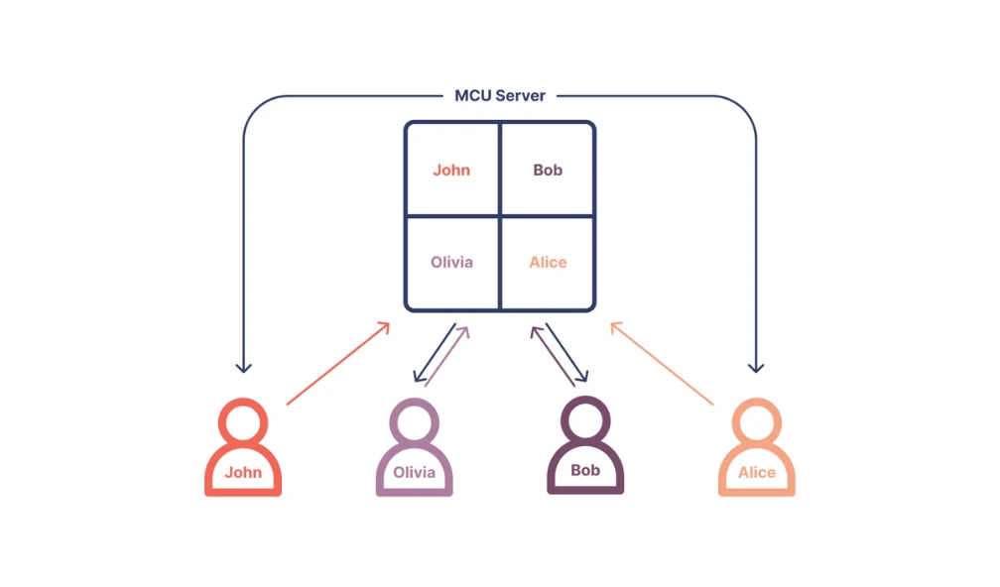 MCU Server
John
Bob
Olivia
Alice
John
Olivia
Bob
Alice